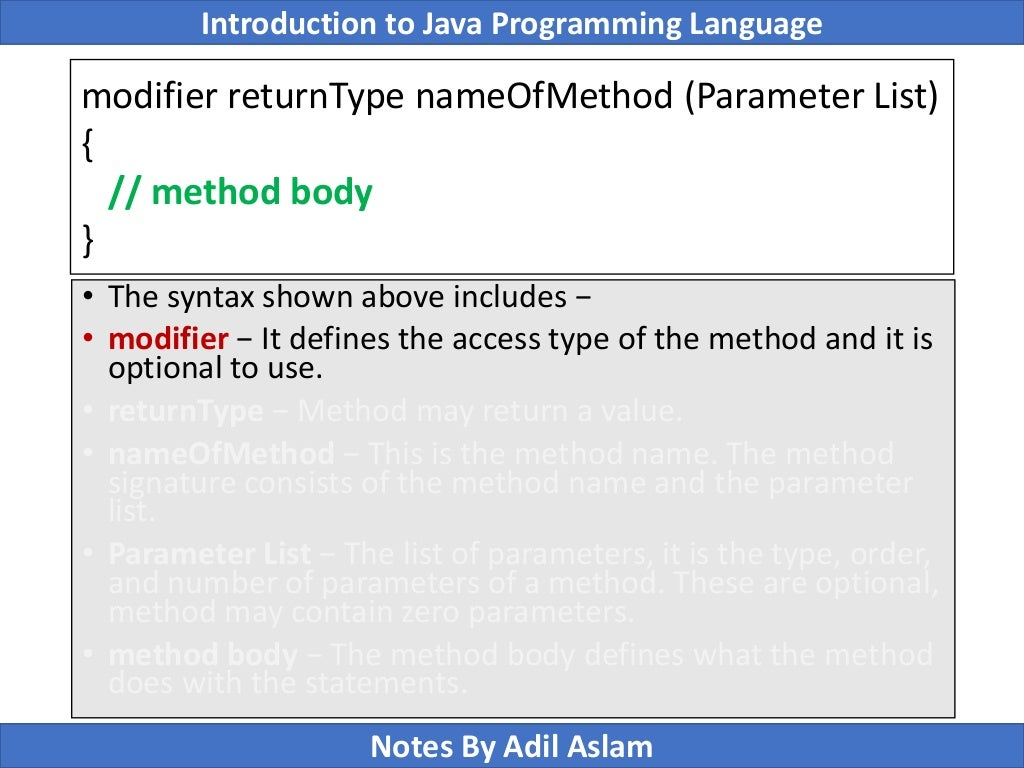 Introduction to Java Programming Language
modifier returnType nameOfMethod (Parameter List)
{
// method body
}
• The syntax shown above includes −
• modifier − It defines the access type of the method and it is
optional to use.
• returnType − Method may return a value.
• nameOfMethod − This is the method name. The method
signature consists of the method name and the parameter
list.
• Parameter List − The list of parameters, it is the type, order,
and number of parameters of a method. These are optional,
method may contain zero parameters.
• method body − The method body defines what the method
does with the statements.
Notes By Adil Aslam